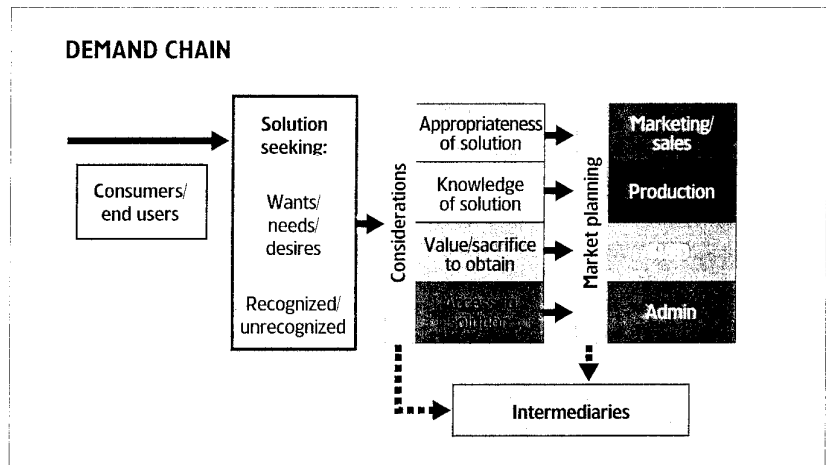 DEMAND CHAIN
Consumers/
end users
Solution
seeking:
Wants/
needs/
desires
Recognized/
unrecognized
Considerations
Appropriateness
of solution
Knowledge
of solution
Value/sacrifice
to obtain
Market planning
Marketing/
sales
Production
Admin
Intermediaries